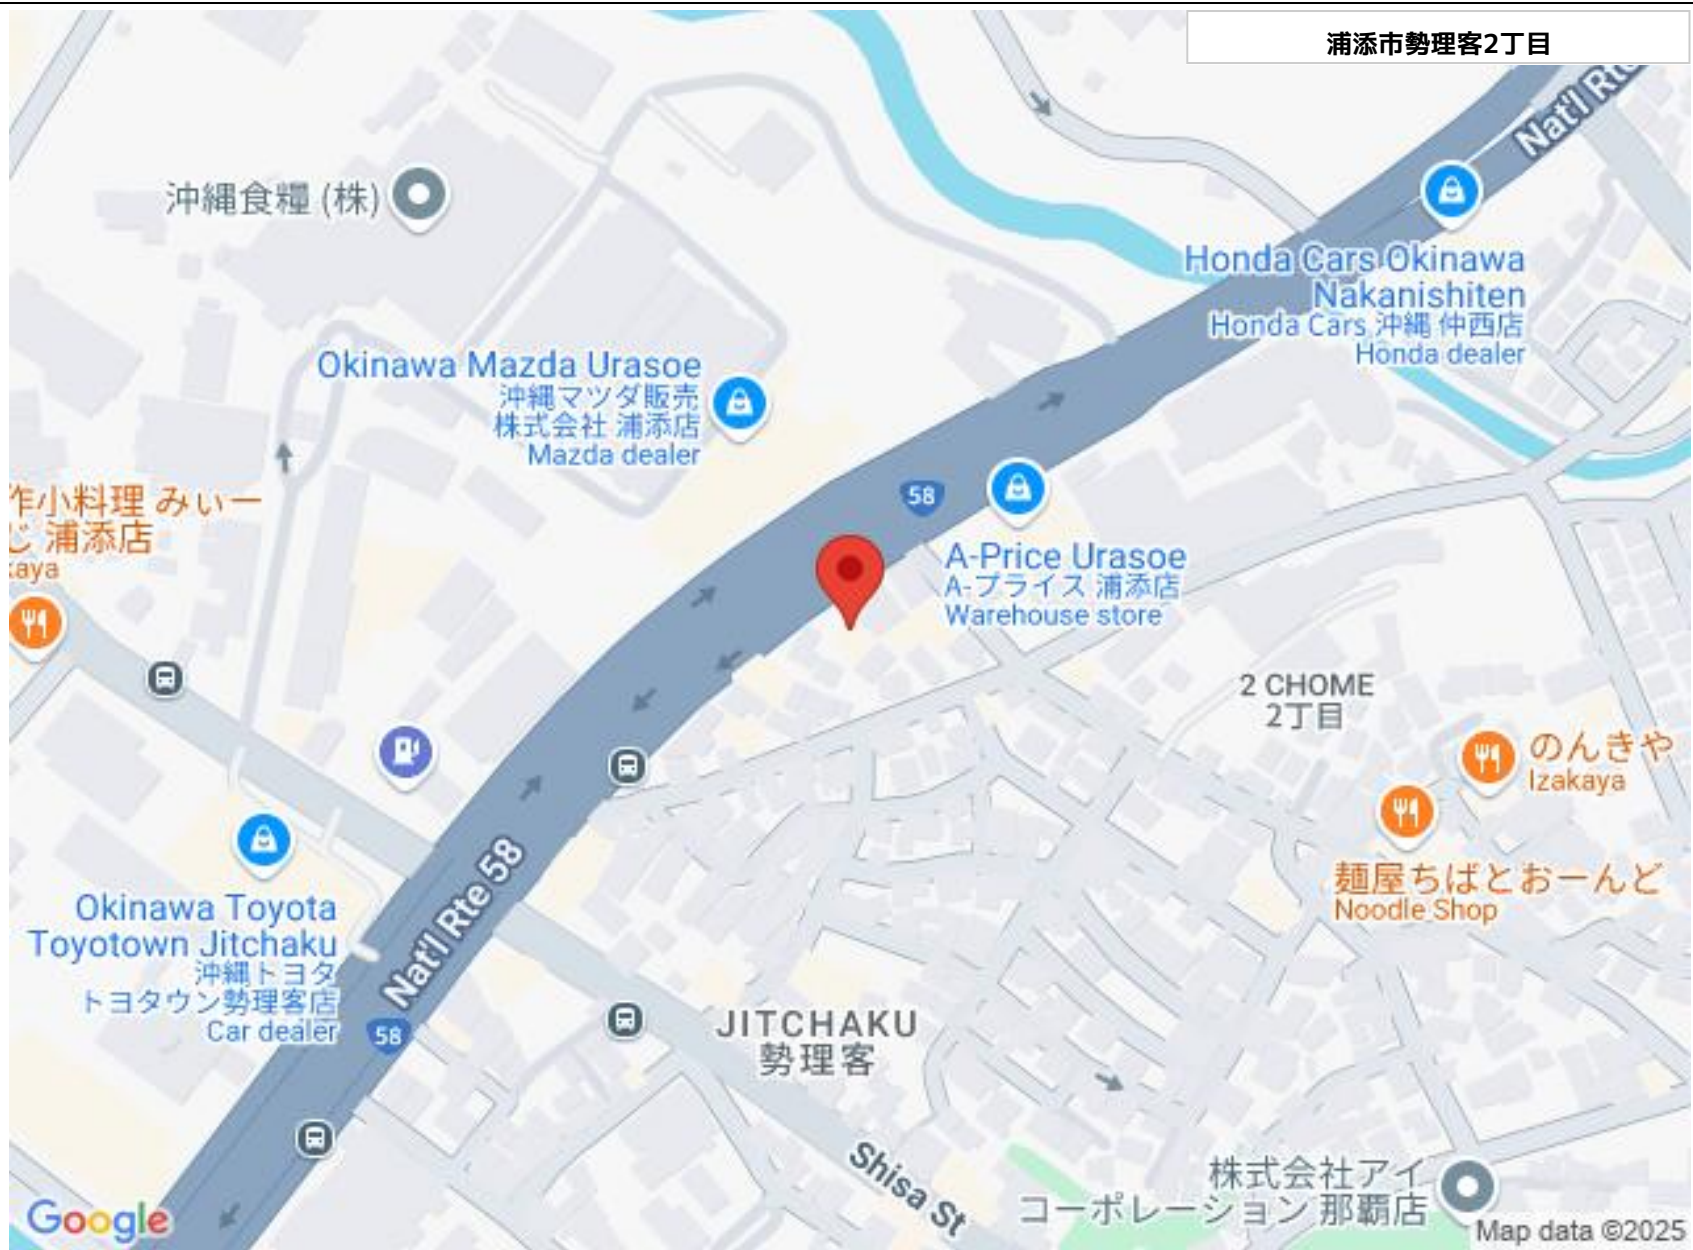 浦添市勢理客2丁目
Nat'l Rte
沖縄食糧 (株)
Honda Cars Okinawa
Nakanishiten
Honda Cars 沖縄 仲西店
Honda dealer
Okinawa Mazda Urasoe
沖縄マツダ販売
株式会社 浦添店
Mazda dealer
58
作小料理 みぃー
じ 浦添店
kaya
A-Price Urasoe
A-プライス 浦添店
Warehouse store
2 CHOME
2丁目
のんきや
Izakaya
麺屋ちばとおーんど
Noodle Shop
Okinawa Toyota
Toyotown Jitchaku
沖縄トヨタ
トヨタウン勢理客店
Car dealer
Nat'l Rte 58
58
JITCHAKU
勢理客
Shisa St
株式会社アイ
コーポレーション 那覇店
Google
Map data ©2025